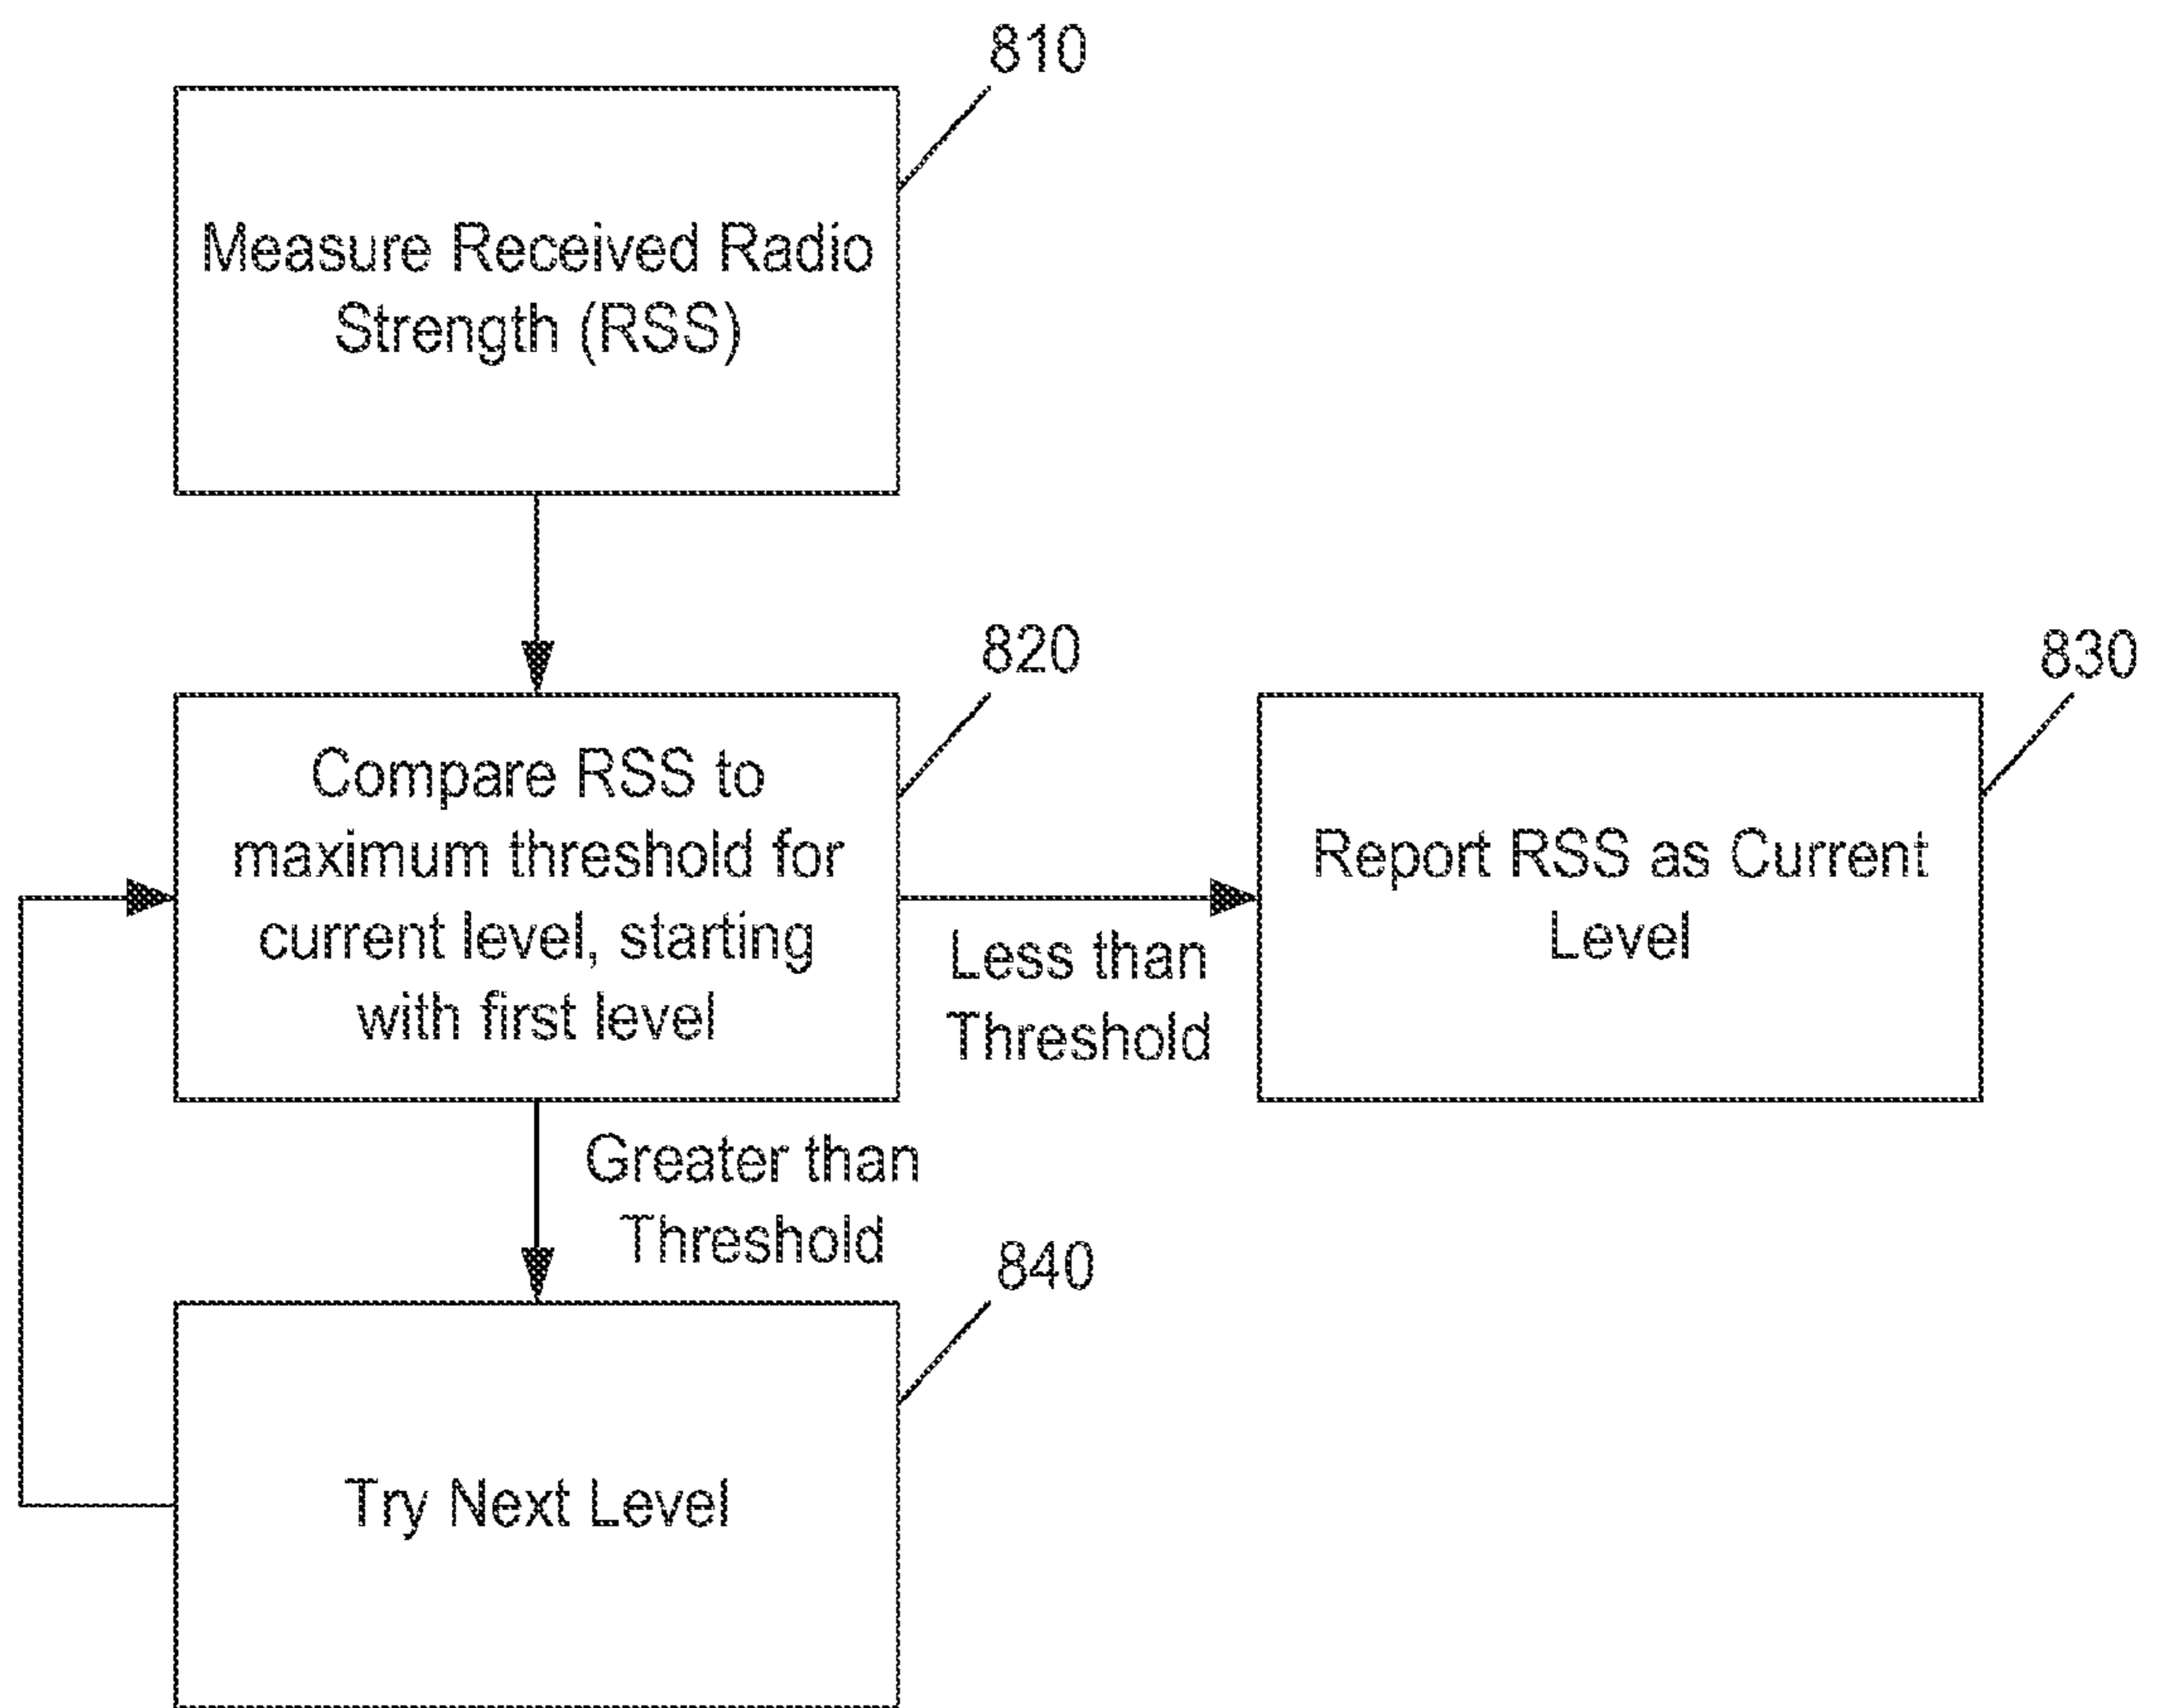 810
Measure Received Radio
Strength (RSS)
820
Compare RSS to
maximum threshold for
current level, starting
with first level
830
Report RSS as Current
Level
Less than
Threshold
Greater than
Threshold
840
Try Next Level